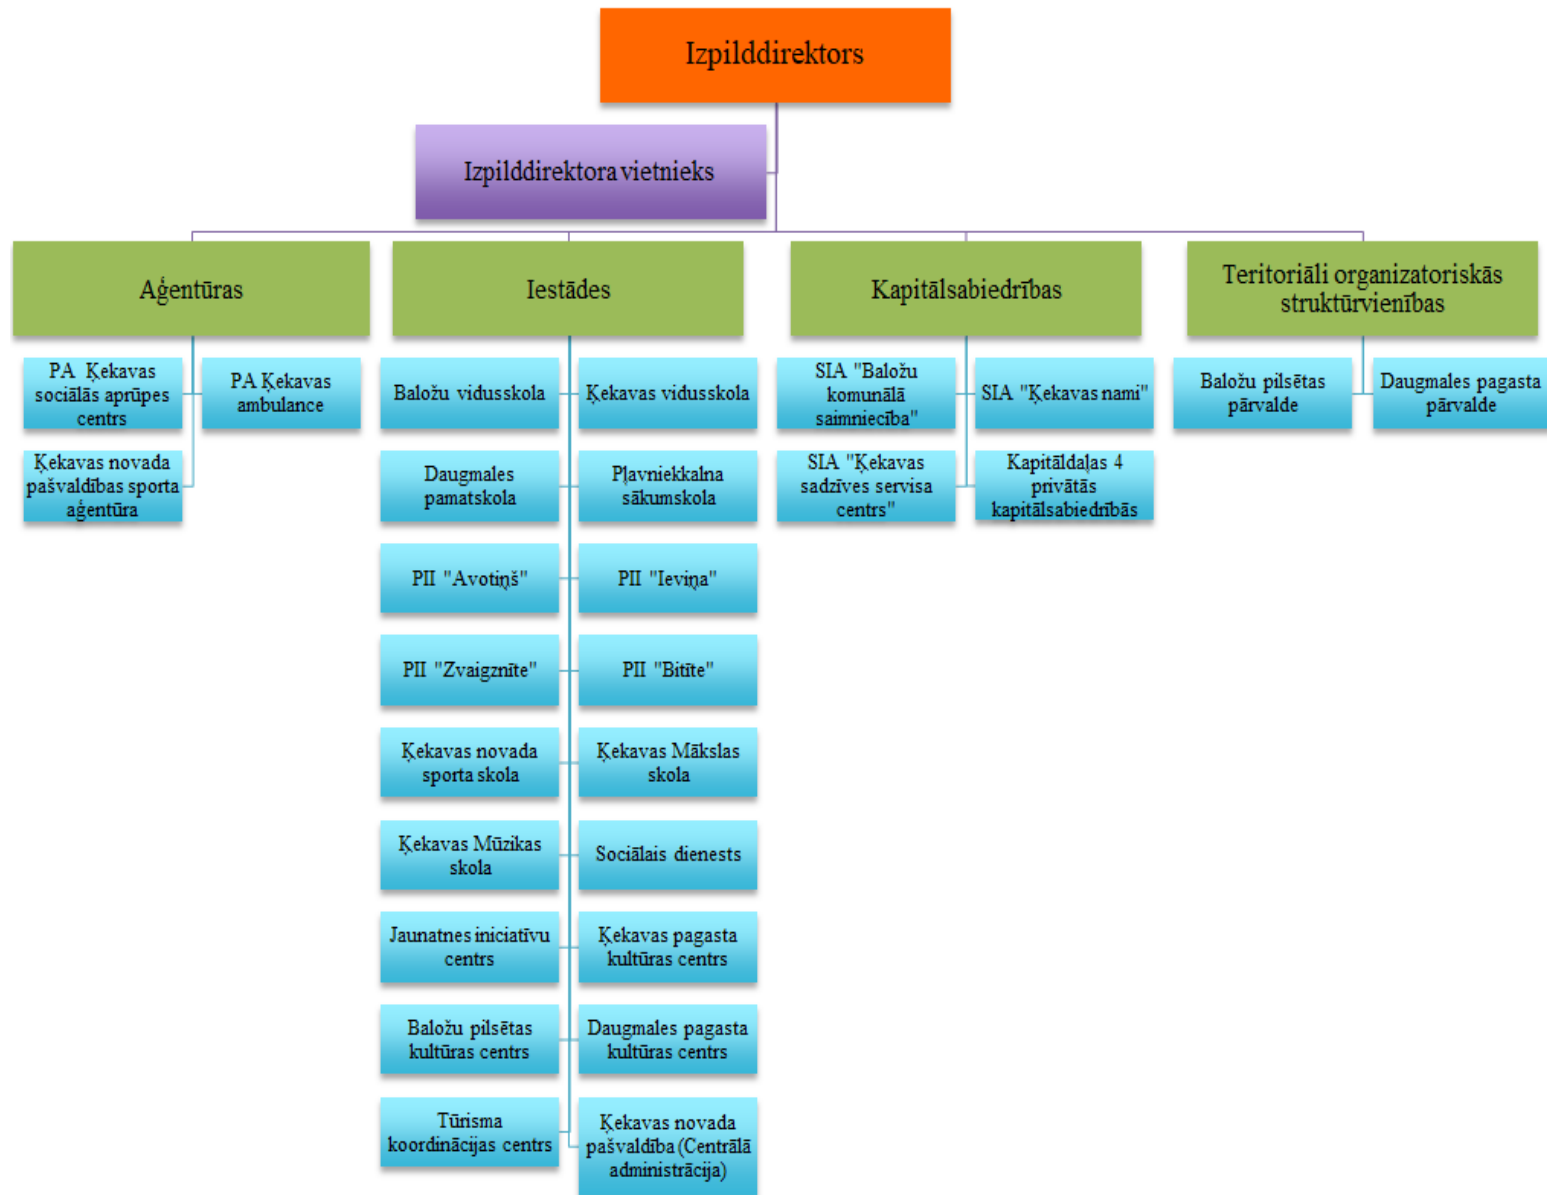 Izpilddirektors
Izpilddirektora vietnieks
Aģentūras
Iestādes
Kapitālsabiedrības
Teritoriāli organizatoriskās
struktūrvienības
PA Ķekavas
sociālās aprūpes
centrs
PA Ķekavas
ambulance
Ķekavas novada
pašvaldības sporta
aģentūra
Baložu vidusskola
Ķekavas vidusskola
Daugmales
pamatskola
Pļavniekkalna
sākumskola
PII "Avotiņš"
PII "Ieviņa"
PII "Zvaigznīte"
PII "Bitīte"
Ķekavas novada
sporta skola
Ķekavas Mākslas
skola
Ķekavas Mūzikas
skola
Sociālais dienests
Jaunatnes iniciatīvu
centrs
Ķekavas pagasta
kultūras centrs
Baložu pilsētas
kultūras centrs
Daugmales pagasta
kultūras centrs
Tūrisma
koordinācijas centrs
Ķekavas novada
pašvaldība (Centrālā
administrācija)
SIA "Baložu
komunālā
saimniecība"
SIA "Ķekavas nami"
SIA "Ķekavas
sadzīves servisa
centrs"
Kapitāldaļas 4
privātās
kapitālsabiedrībās
Baložu pilsētas
pārvalde
Daugmales pagasta
pārvalde